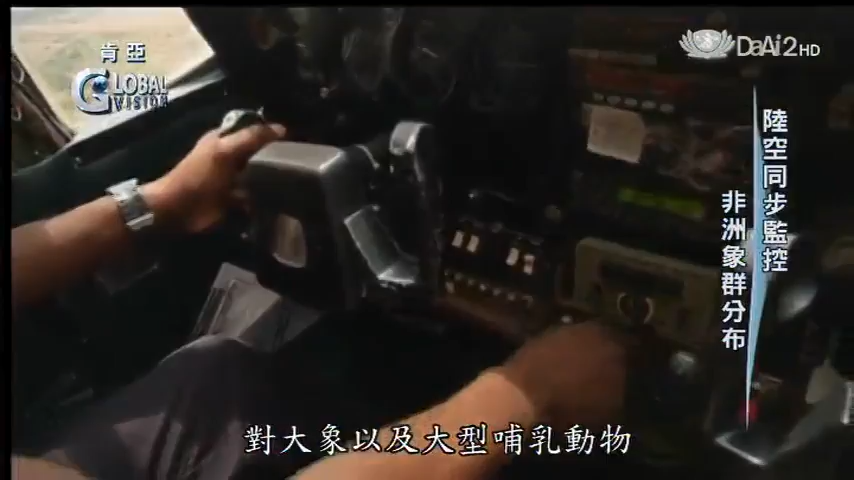 肯亞
GLOBAL
VISION
DaAi2HD
陸空同步監控
非洲象群分布
對大象以及大型哺乳動物